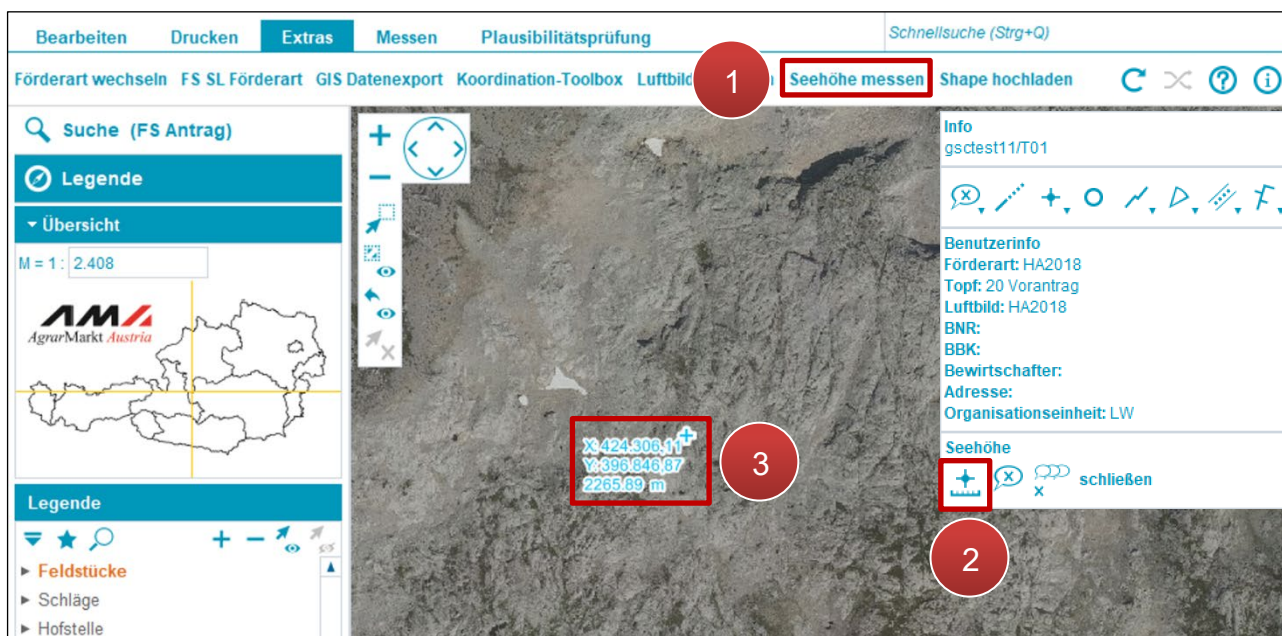 Bearbeiten Drucken Extras Messen Plausibilitätsprüfung Schnellsuche (Strg+Q)
Förderart wechseln FS SL Förderart GIS Datenexport Koordination-Toolbox Luftbild 1 Seehöhe messen Shape hochladen
Suche (FS Antrag)
Legende
Übersicht
M = 1 : 2.408
AMA
AgrarMarkt Austria
Legende
Feldstücke
Schläge
Hofstelle
X:424.306,11
Y:396.846,87
2265.89 m
3
Info
gsctest11/T01
Benutzerinfo
Förderart: HA2018
Topf: 20 Vorantrag
Luftbild: HA2018
BNR:
BBK:
Bewirtschafter:
Adresse:
Organisationseinheit: LW
Seehöhe
schließen
2